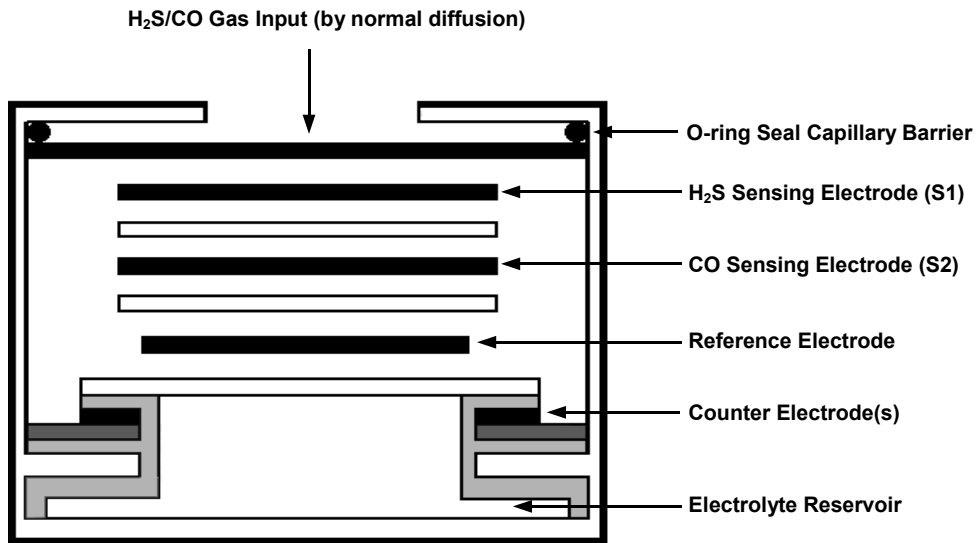 H₂S/CO Gas Input (by normal diffusion)
O-ring Seal Capillary Barrier
H₂S Sensing Electrode (S1)
CO Sensing Electrode (S2)
Reference Electrode
Counter Electrode(s)
Electrolyte Reservoir